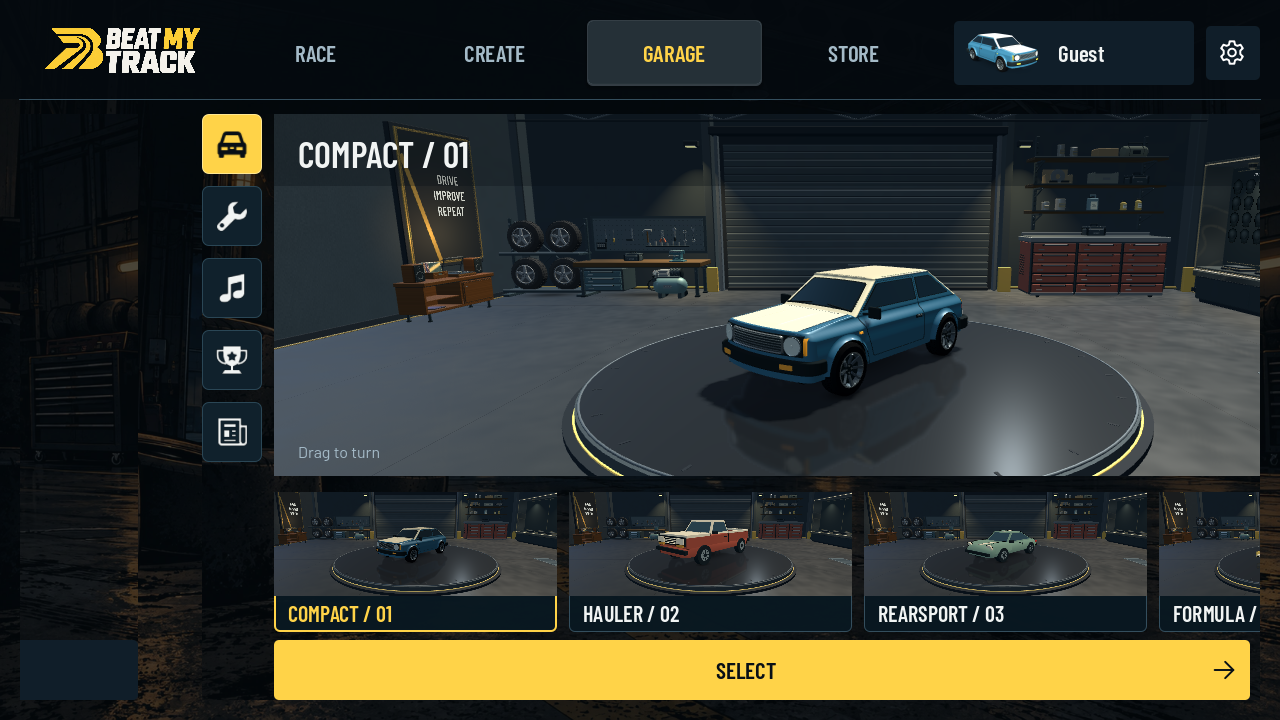 BEAT MY
TRACK
RACE
CREATE
GARAGE
STORE
Guest
COMPACT / 01
DRIVE
IMPROVE
REPEAT
Drag to turn
COMPACT / 01
HAULER / 02
REARSPORT / 03
FORMULA /
SELECT